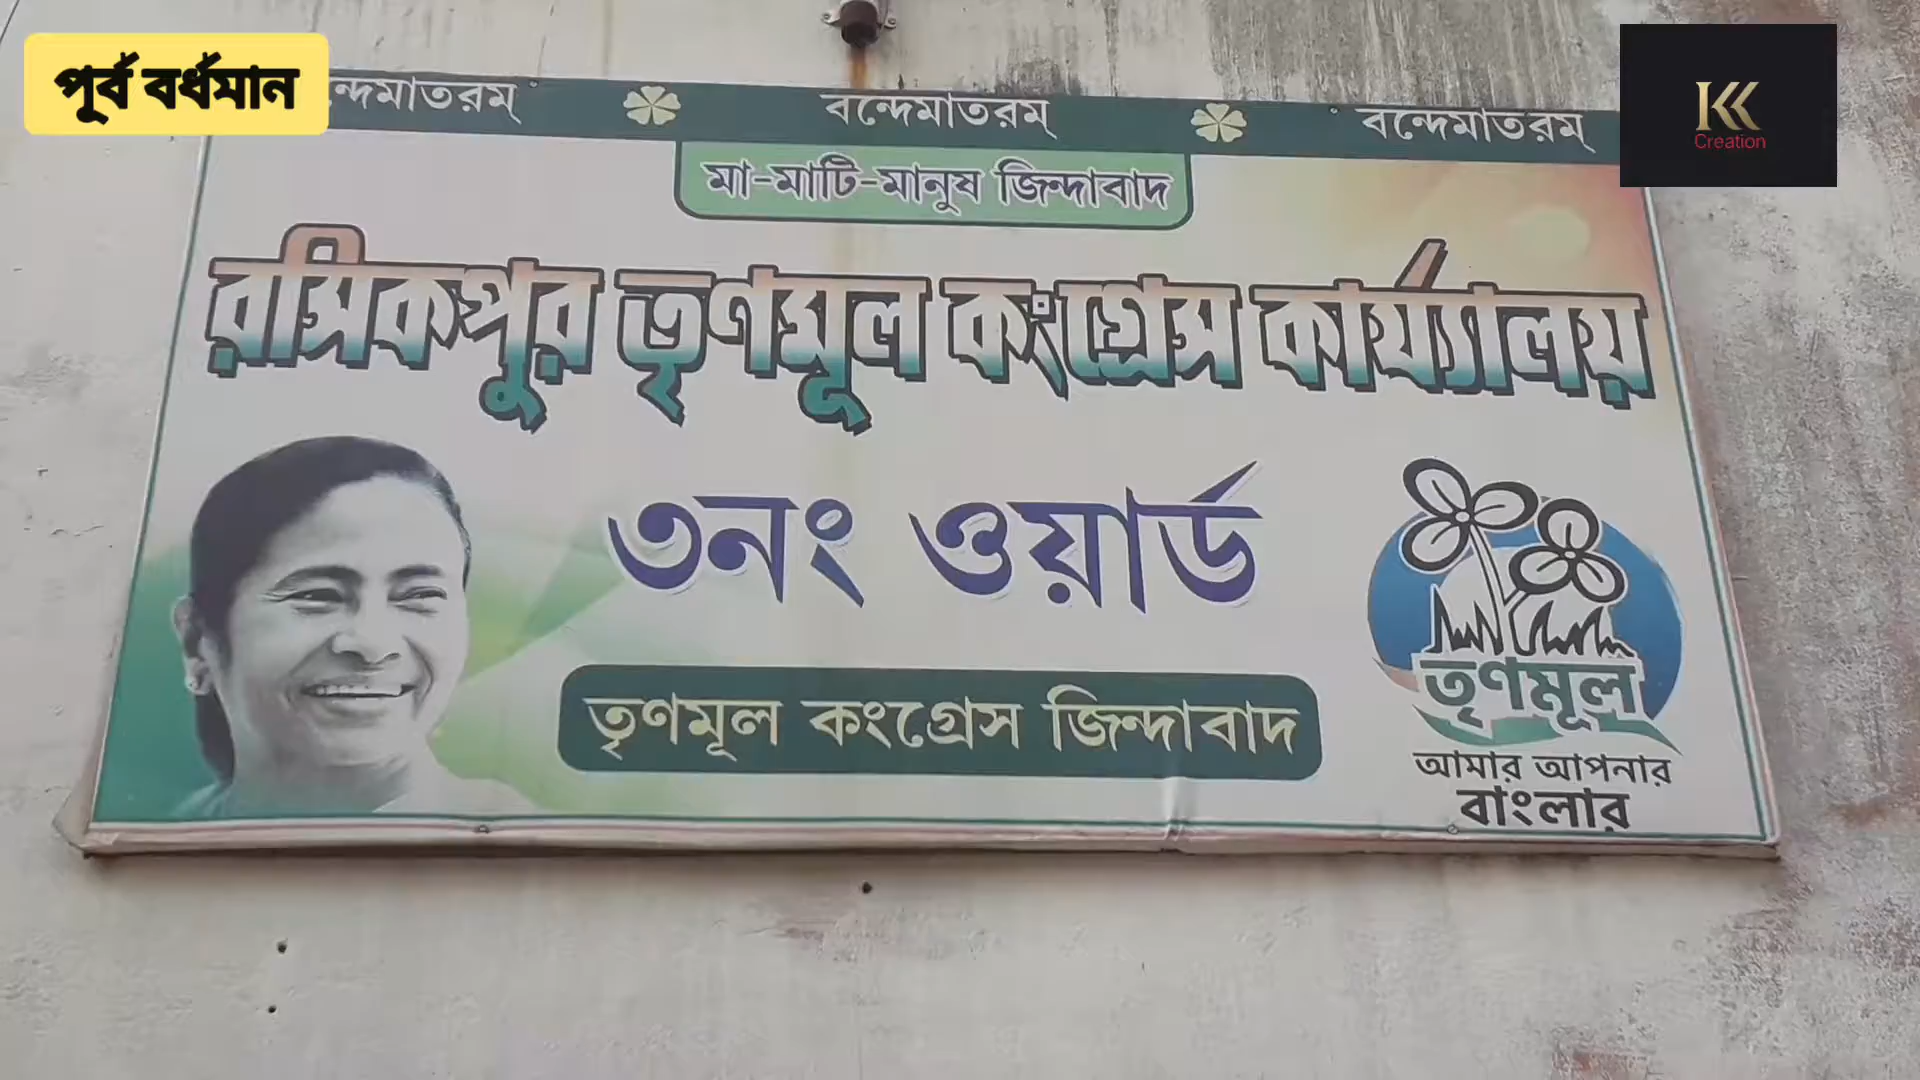 পূর্ব বর্ধমান
KK
Creation
ন্দেমাতরম্ বন্দেমাতরম্ বন্দেমাতরম্
মা-মাটি-মানুষ জিন্দাবাদ
রসিকপুর তৃণমূল কংগ্রেস কার্য্যালয়
৩নং ওয়ার্ড
তৃণমূল কংগ্রেস জিন্দাবাদ
তৃণমূল
আমার আপনার
বাংলার